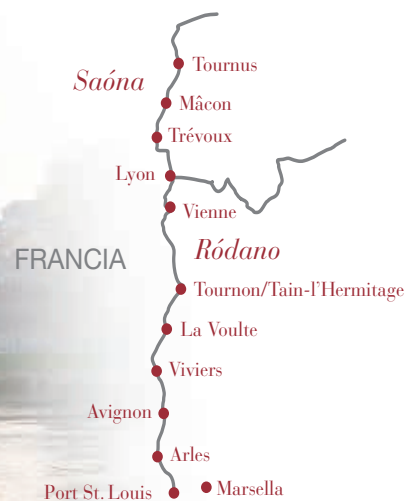 Tournus
Saóna
Mâcon
Trévoux
Lyon
Vienne
FRANCIA
Ródano
Tournon/Tain-l'Hermitage
La Voulte
Viviers
Avignon
Arles
Port St. Louis
Marsella